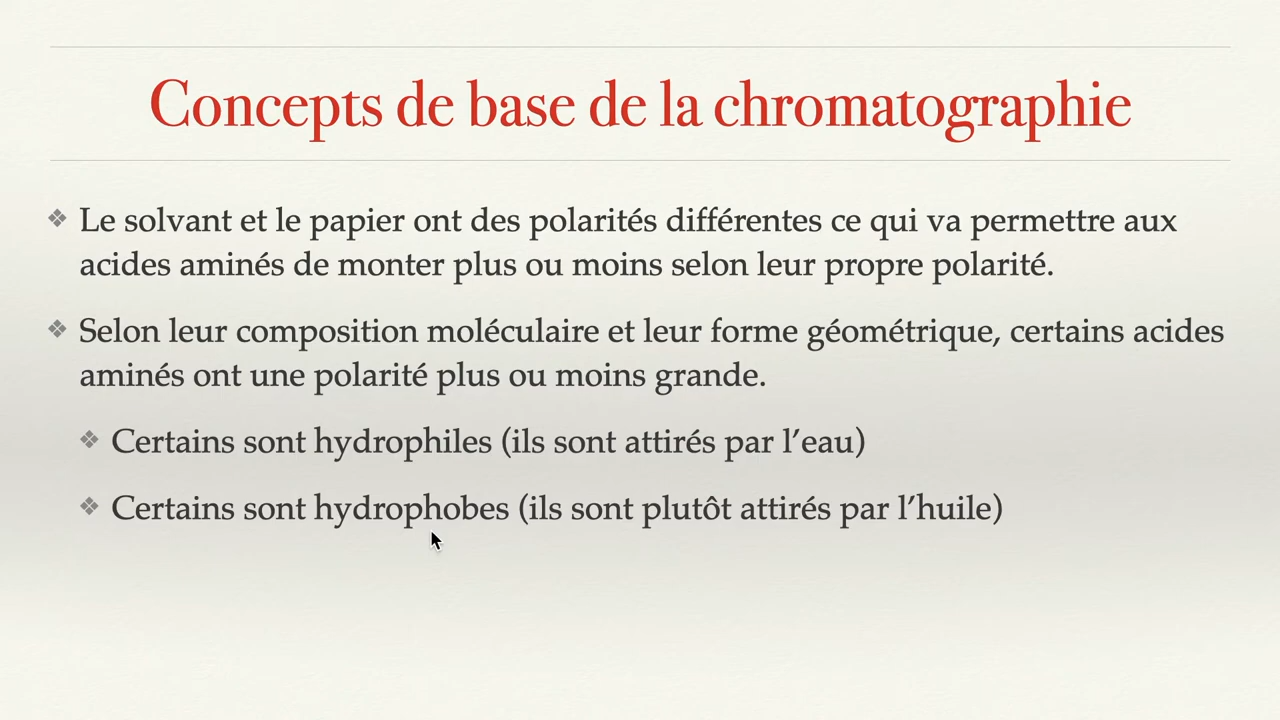 Concepts de base de la chromatographie
❖ Le solvant et le papier ont des polarités différentes ce qui va permettre aux
acides aminés de monter plus ou moins selon leur propre polarité.
❖ Selon leur composition moléculaire et leur forme géométrique, certains acides
aminés ont une polarité plus ou moins grande.
❖ Certains sont hydrophiles (ils sont attirés par l’eau)
❖ Certains sont hydrophobes (ils sont plutôt attirés par l’huile)